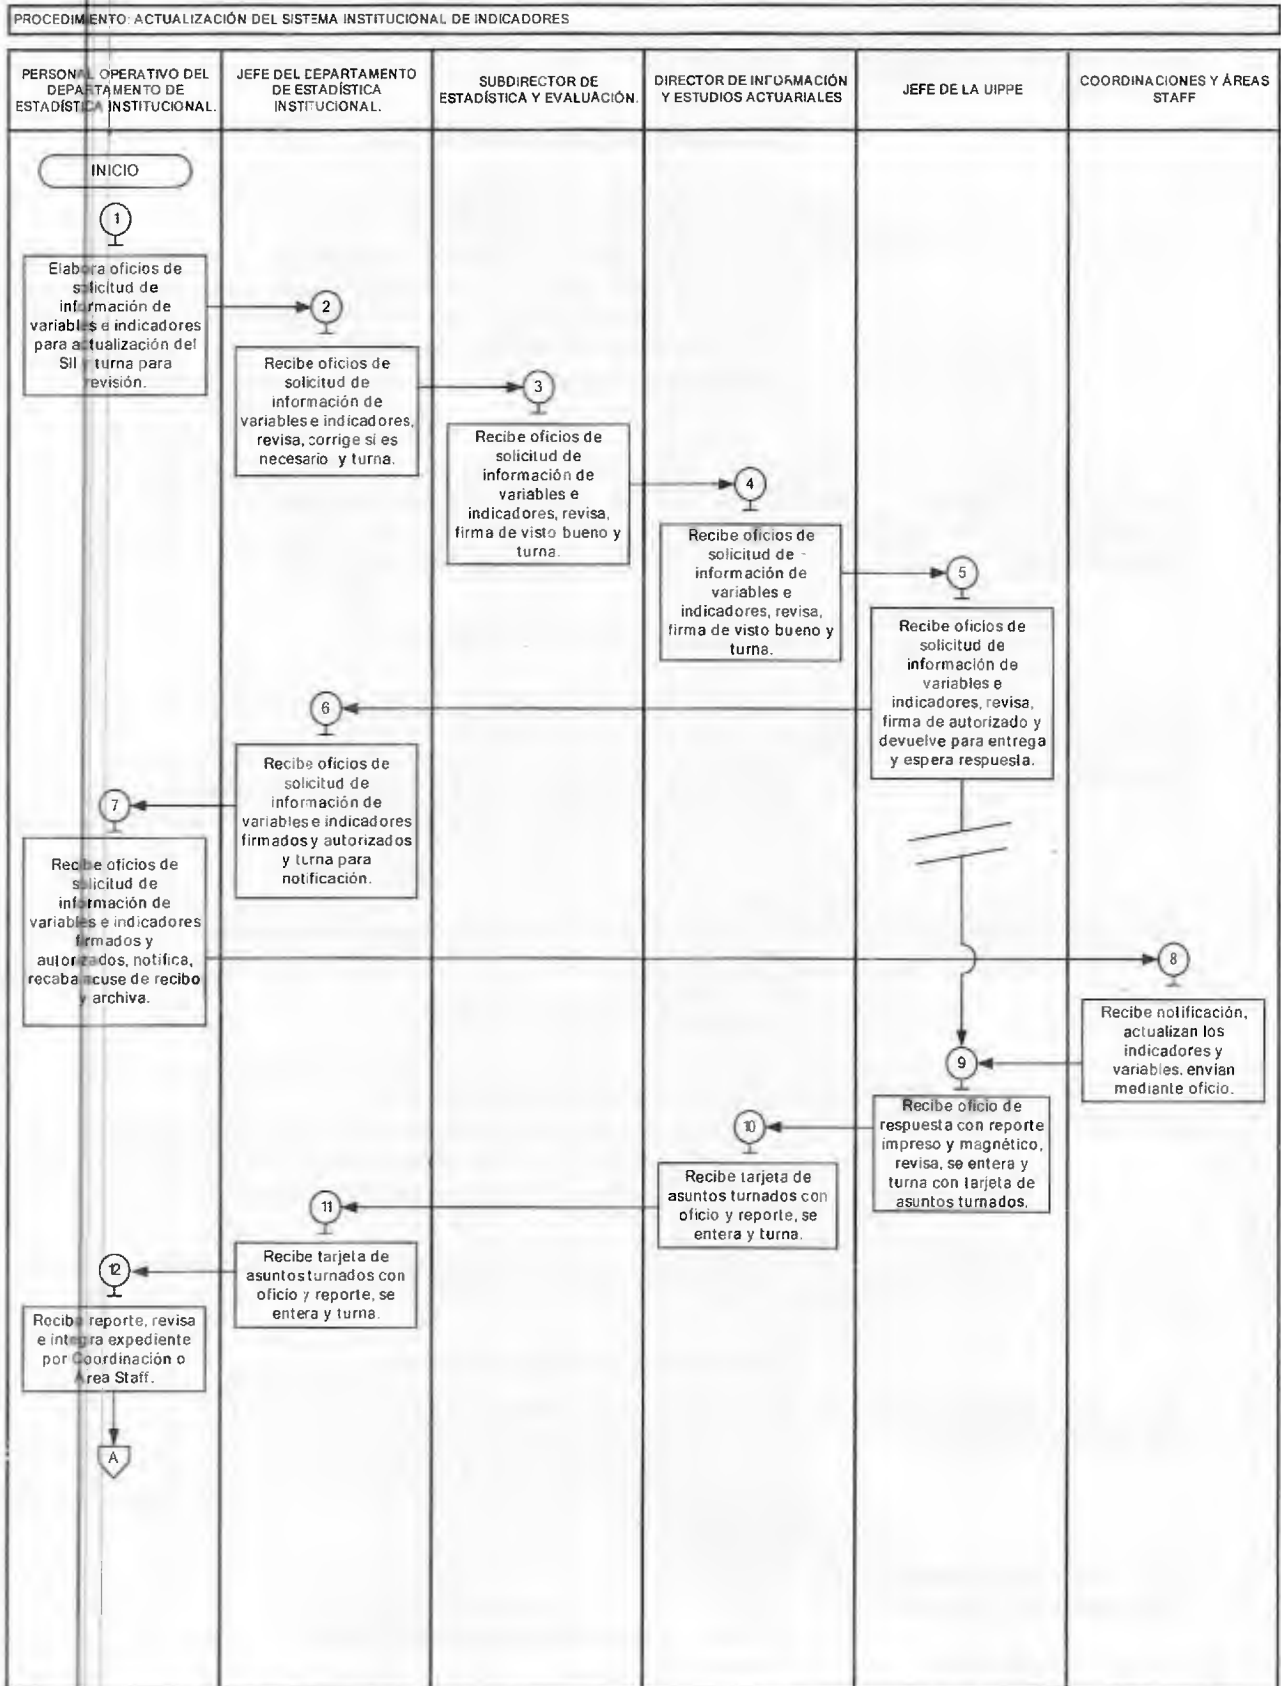 PROCEDIMIENTO: ACTUALIZACIÓN DEL SISTEMA INSTITUCIONAL DE INDICADORES
PERSONAL OPERATIVO DEL
DEPARTAMENTO DE
ESTADÍSTICA INSTITUCIONAL.
JEFE DEL DEPARTAMENTO
DE ESTADÍSTICA
INSTITUCIONAL.
SUBDIRECTOR DE
ESTADÍSTICA Y EVALUACIÓN.
DIRECTOR DE INFORMACIÓN
Y ESTUDIOS ACTUARIALES
JEFE DE LA UIPPE
COORDINACIONES Y ÁREAS
STAFF
INICIO
1
Elabora oficios de
solicitud de
información de
variables e indicadores
para actualización del
SII y turna para
revisión.
2
Recibe oficios de
solicitud de
información de
variables e indicadores,
revisa, corrige si es
necesario y turna.
3
Recibe oficios de
solicitud de
información de
variables e
indicadores, revisa,
firma de visto bueno y
turna.
4
Recibe oficios de
solicitud de
información de
variables e
indicadores, revisa,
firma de visto bueno y
turna.
5
Recibe oficios de
solicitud de
información de
variables e
indicadores, revisa,
firma de autorizado y
devuelve para entrega
y espera respuesta.
6
Recibe oficios de
solicitud de
información de
variables e indicadores
firmados y autorizados
y turna para
notificación.
7
Recibe oficios de
solicitud de
información de
variables e indicadores
firmados y
autorizados, notifica,
recaba acuse de recibo
y archiva.
8
Recibe notificación,
actualizan los
indicadores y
variables. envían
mediante oficio.
9
Recibe oficio de
respuesta con reporte
impreso y magnético,
revisa, se entera y
turna con tarjeta de
asuntos turnados.
10
Recibe tarjeta de
asuntos turnados con
oficio y reporte, se
entera y turna.
11
Recibe tarjeta de
asuntos turnados con
oficio y reporte, se
entera y turna.
12
Recibe reporte, revisa
e integra expediente
por Coordinación o
Área Staff.
A